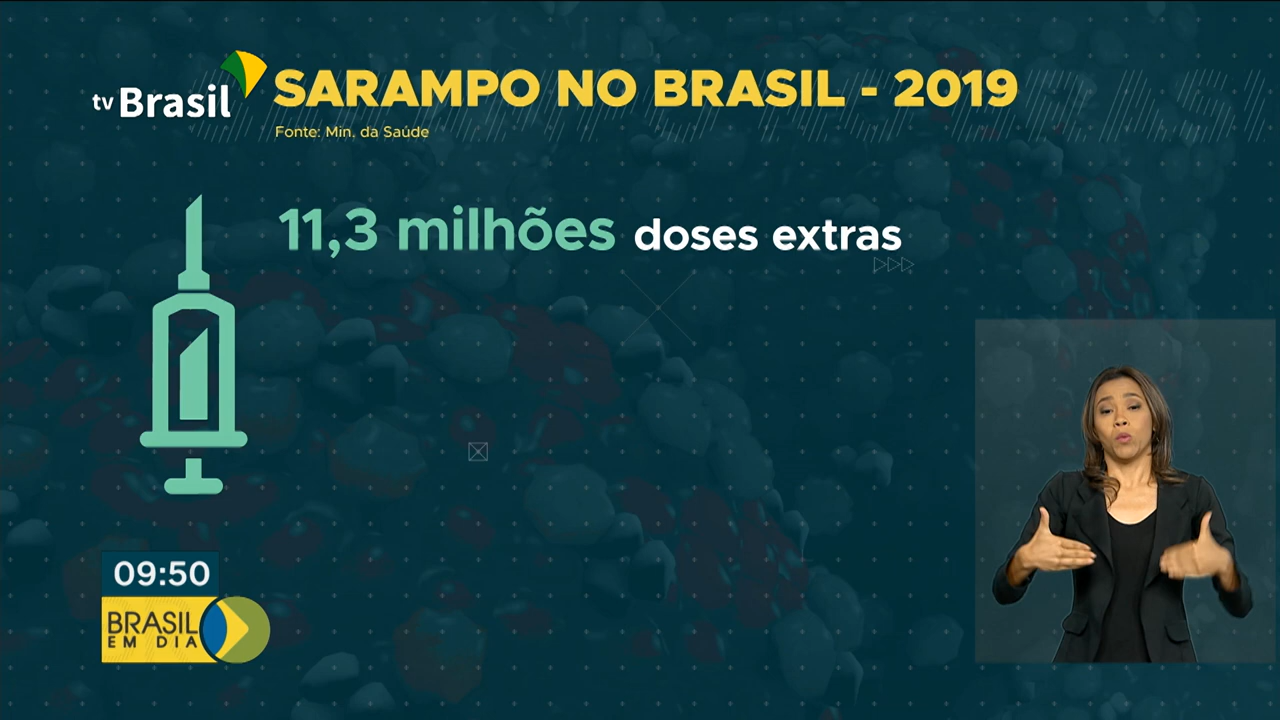 tv Brasil
SARAMPO NO BRASIL - 2019
Fonte: Min. da Saúde
11,3 milhões doses extras
09:50
BRASIL
EM DIA